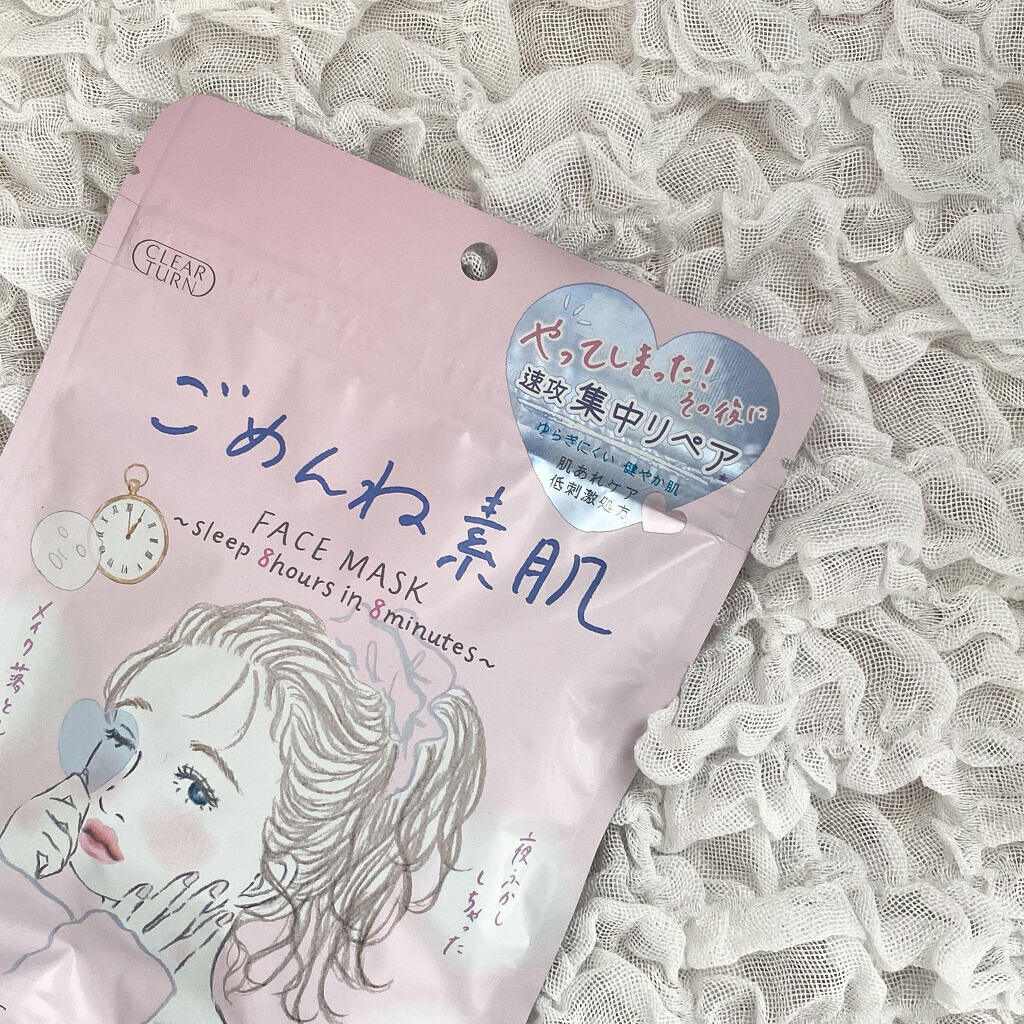 CLEAR
TURN
やってしまった!
その後に
速攻 集中リペア
ゆらぎにくい 健やか肌
肌あれケア
低刺激処方
ごめんね素肌
FACE MASK
~sleep 8hours in 8minutes~
メイク落と
夜ふかし
しちゃった